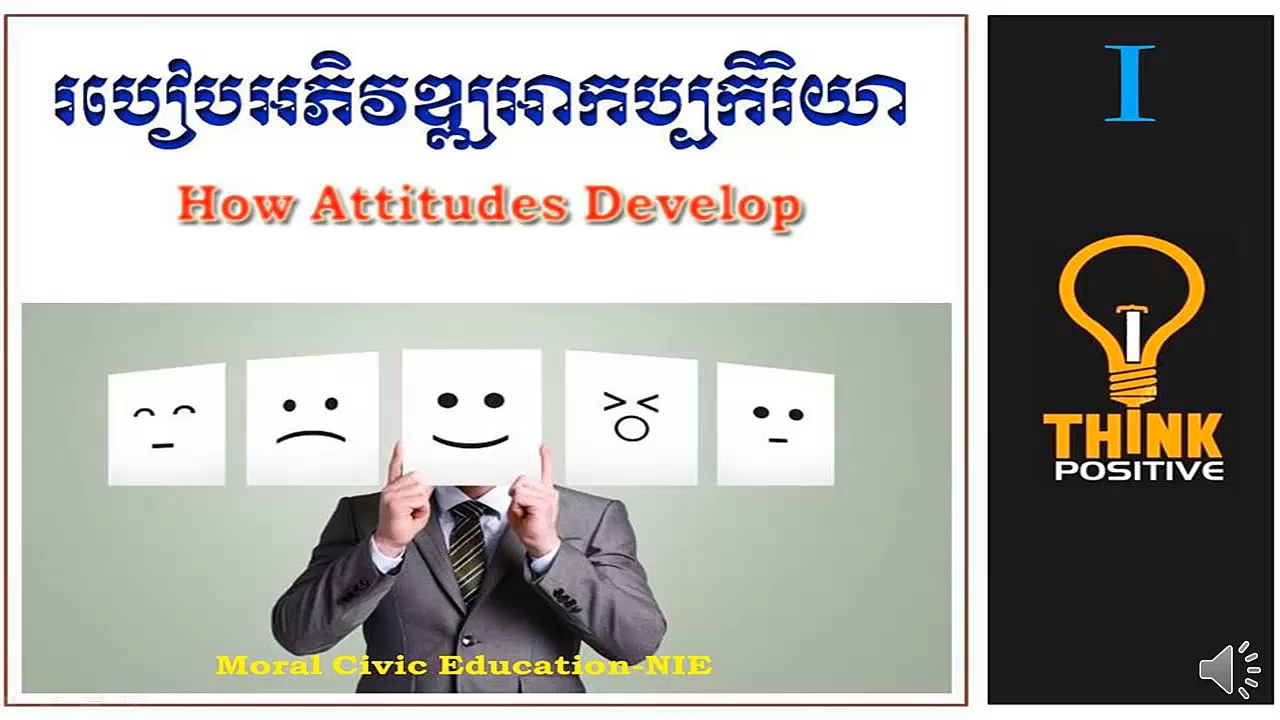 របៀបអភិវឌ្ឍអាកប្បកិរិយា
How Attitudes Develop
Moral Civic Education-NIE
I
THINK
POSITIVE